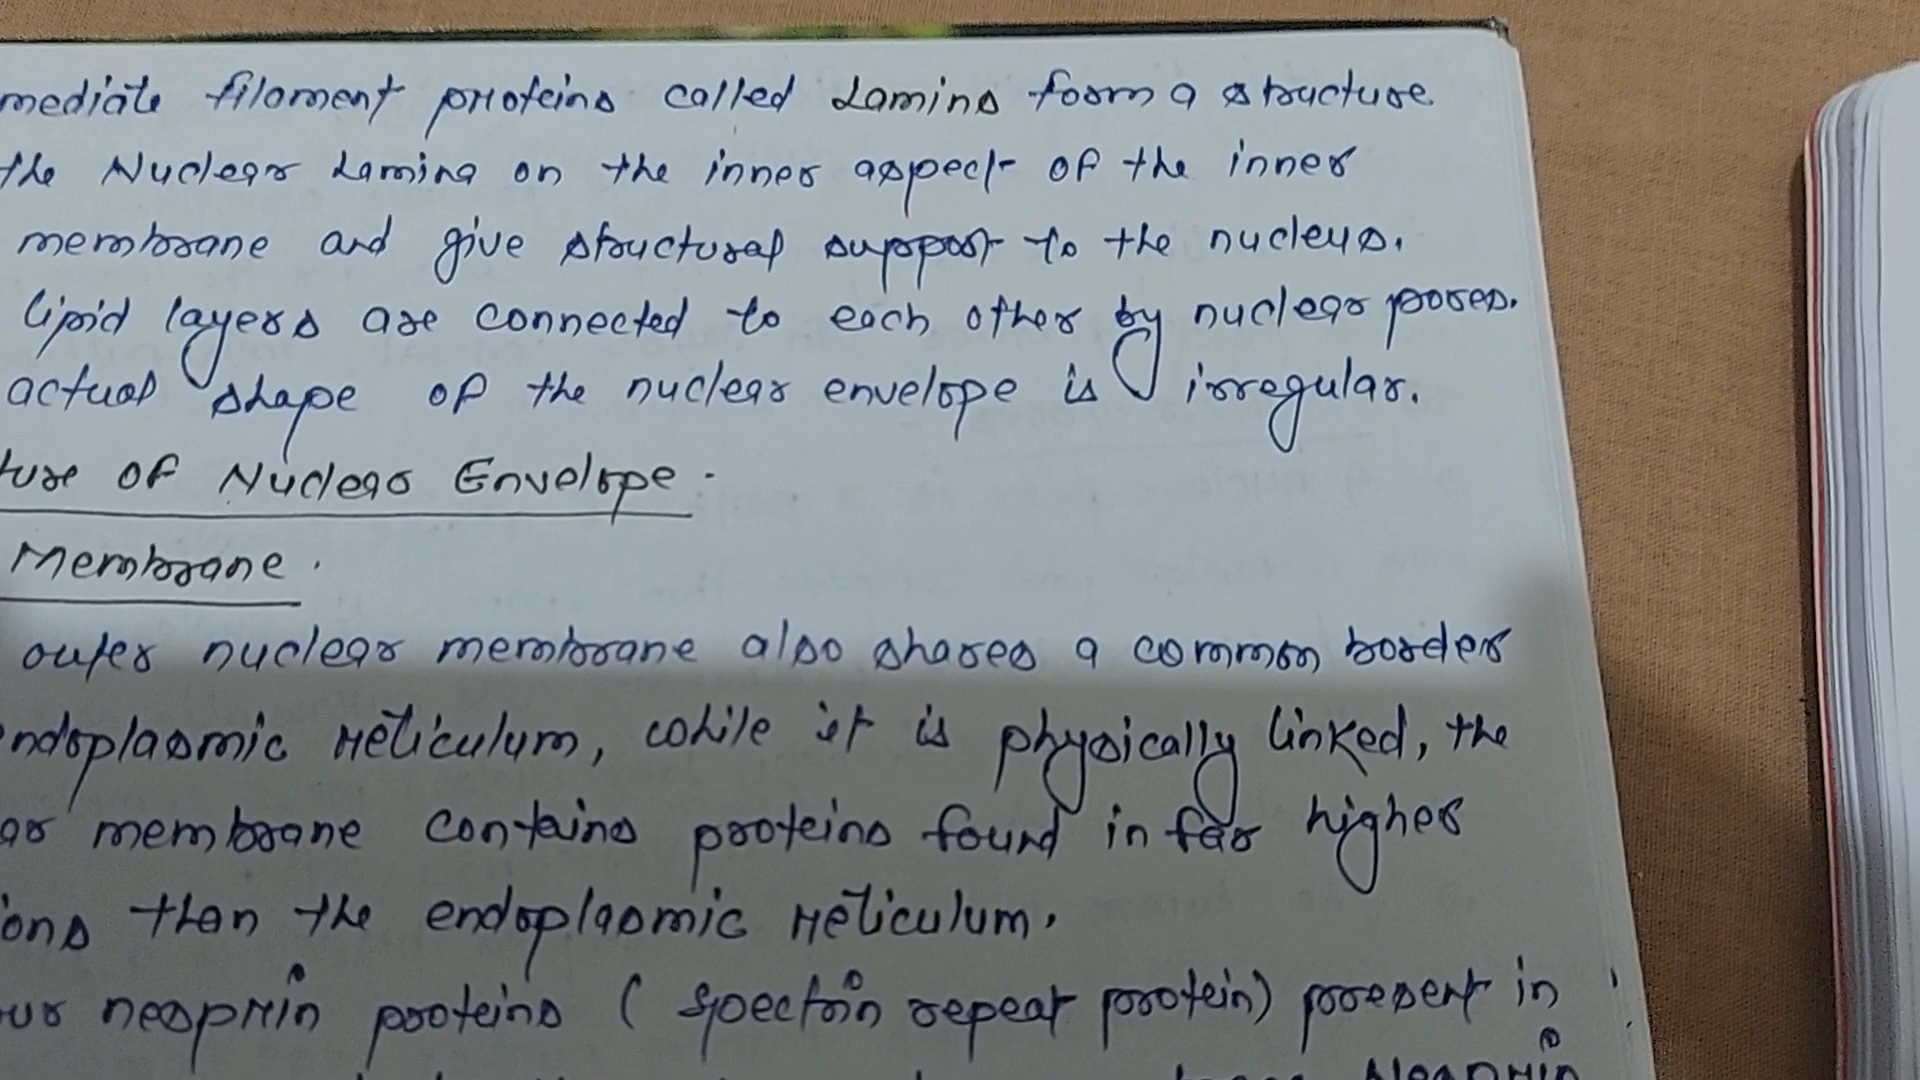 mediate filament proteins called Lamins form a structure
the Nuclear Lamina on the inner aspect of the inner
membrane and give structural support to the nucleus.
lipid layers are connected to each other by nuclear pores.
actual shape of the nuclear envelope is irregular.
ture of Nuclear Envelope.
Membrane.
outer nuclear membrane also shares a common border
endoplasmic reticulum, while it is physically linked, the
ar membrane contains proteins found in far higher
ions than the endoplasmic reticulum.
ur nesprin proteins ( spectrin repeat protein) present in